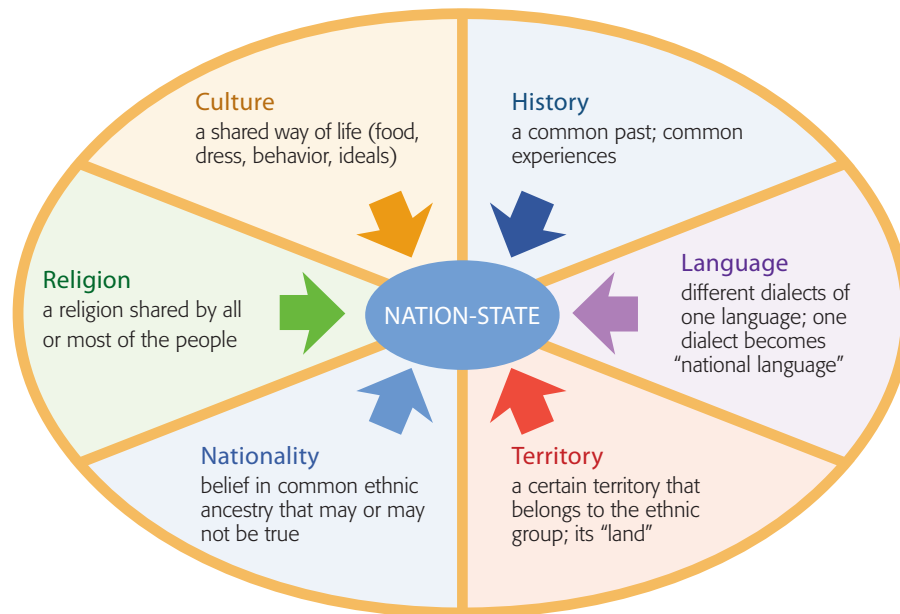 Culture
a shared way of life (food,
dress, behavior, ideals)
History
a common past; common
experiences
Religion
a religion shared by all
or most of the people
NATION-STATE
Language
different dialects of
one language; one
dialect becomes
“national language”
Nationality
belief in common ethnic
ancestry that may or may
not be true
Territory
a certain territory that
belongs to the ethnic
group; its “land”